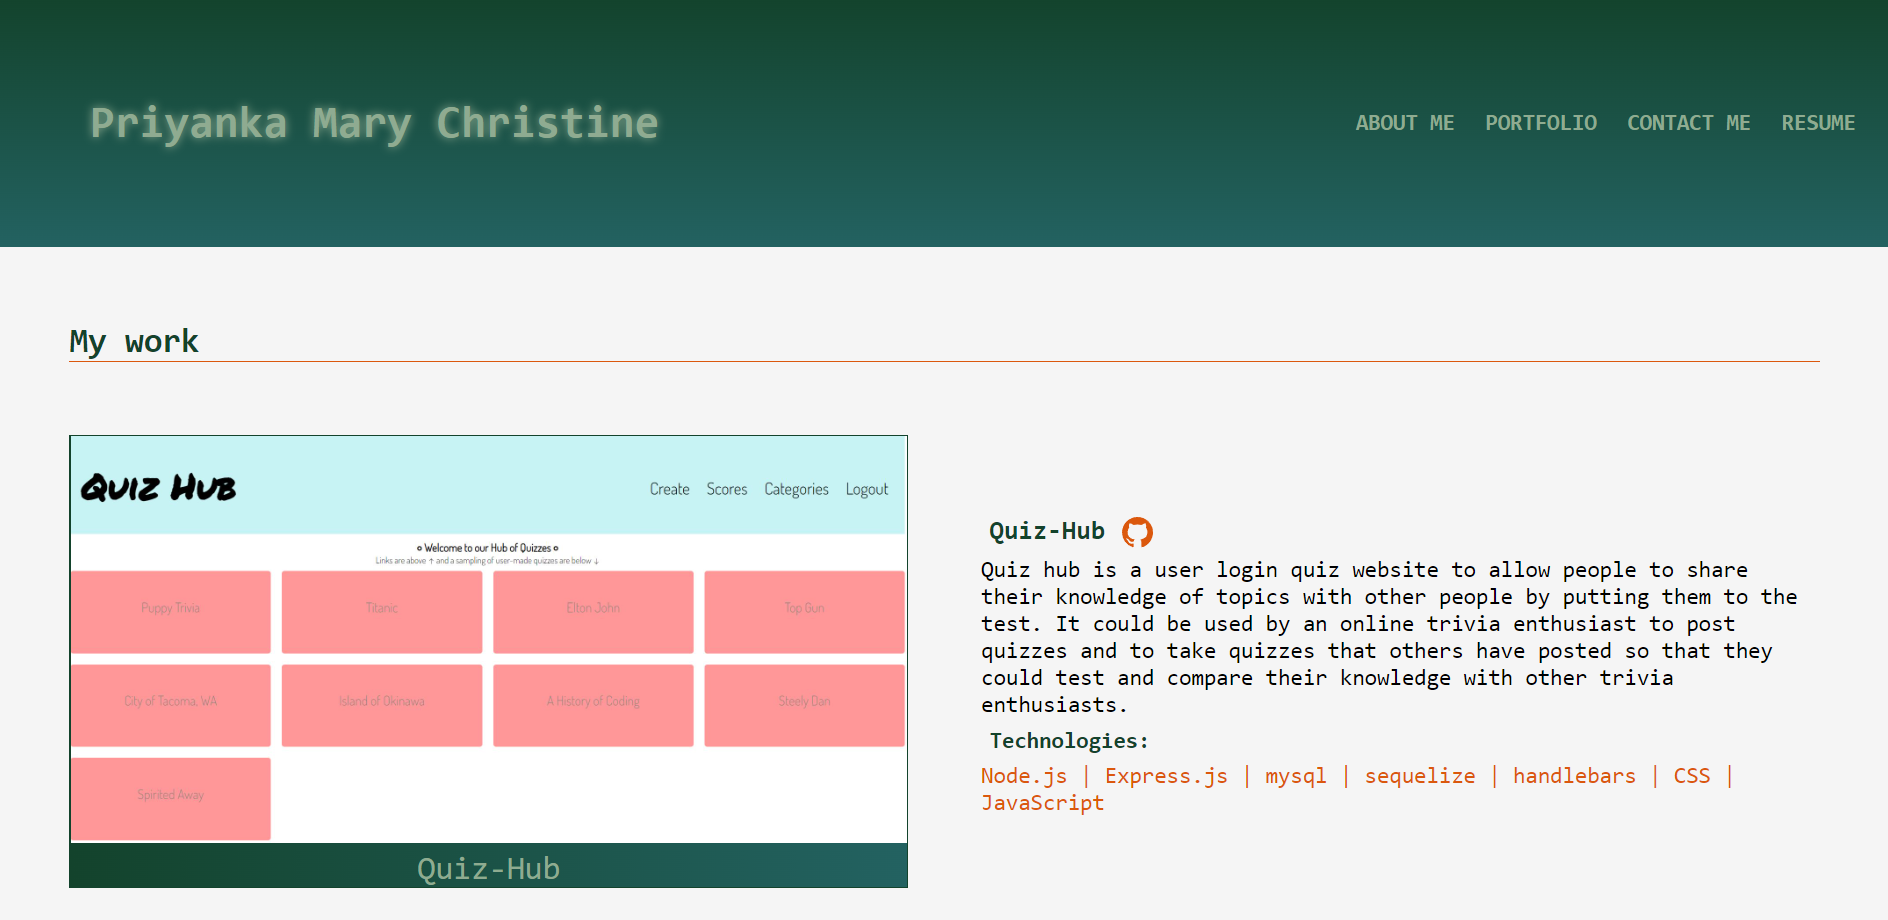 Priyanka Mary Christine
ABOUT ME PORTFOLIO CONTACT ME RESUME
My work
Quiz Hub
Create Scores Categories Logout
Welcome to our Hub of Quizzes
Links are above ↑ and a sampling of user-made quizzes are below ↓
Puppy Trivia Titanic Elton John Top Gun
City of Tacoma, WA Island of Okinawa A History of Coding Steely Dan
Spirited Away
Quiz-Hub
Quiz-Hub
Quiz hub is a user login quiz website to allow people to share
their knowledge of topics with other people by putting them to the
test. It could be used by an online trivia enthusiast to post
quizzes and to take quizzes that others have posted so that they
could test and compare their knowledge with other trivia
enthusiasts.
Technologies:
Node.js | Express.js | mysql | sequelize | handlebars | CSS |
JavaScript